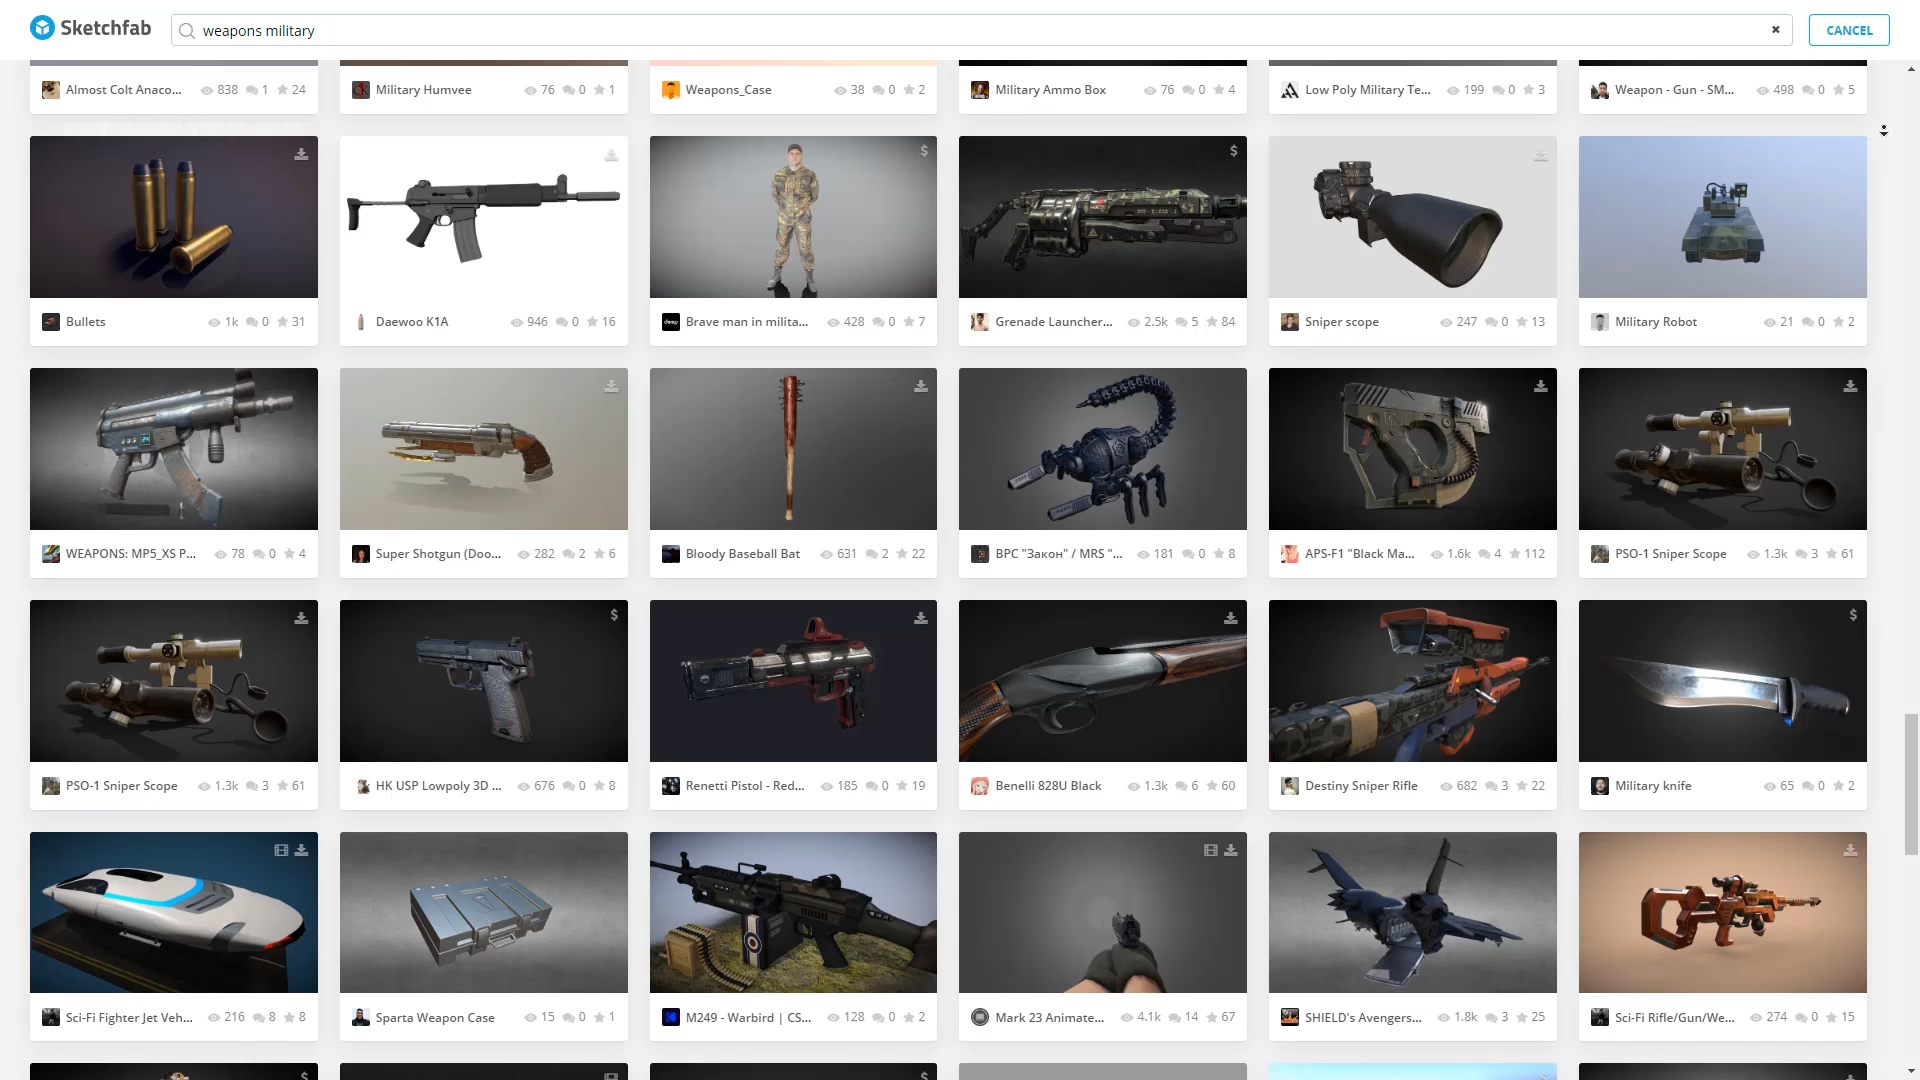 Sketchfab
weapons military
CANCEL
Almost Colt Anaco... 838 1 24
Military Humvee 76 0 1
Weapons_Case 38 0 2
Military Ammo Box 76 0 4
Low Poly Military Te... 199 0 3
Weapon - Gun - SM... 498 0 5
Bullets 1k 0 31
Daewoo K1A 946 0 16
Brave man in milita... 428 0 7
Grenade Launcher... 2.5k 5 84
Sniper scope 247 0 13
Military Robot 21 0 2
WEAPONS: MP5_XS P... 78 0 4
Super Shotgun (Doo... 282 2 6
Bloody Baseball Bat 631 2 22
ВРС "Закон" / MRS "... 181 0 8
APS-F1 "Black Ma... 1.6k 4 112
PSO-1 Sniper Scope 1.3k 3 61
PSO-1 Sniper Scope 1.3k 3 61
HK USP Lowpoly 3D ... 676 0 8
Renetti Pistol - Red... 185 0 19
Benelli 828U Black 1.3k 6 60
Destiny Sniper Rifle 682 3 22
Military knife 65 0 2
Sci-Fi Fighter Jet Veh... 216 8 8
Sparta Weapon Case 15 0 1
M249 - Warbird | CS... 128 0 2
Mark 23 Animate... 4.1k 14 67
SHIELD's Avengers... 1.8k 3 25
Sci-Fi Rifle/Gun/We... 274 0 15